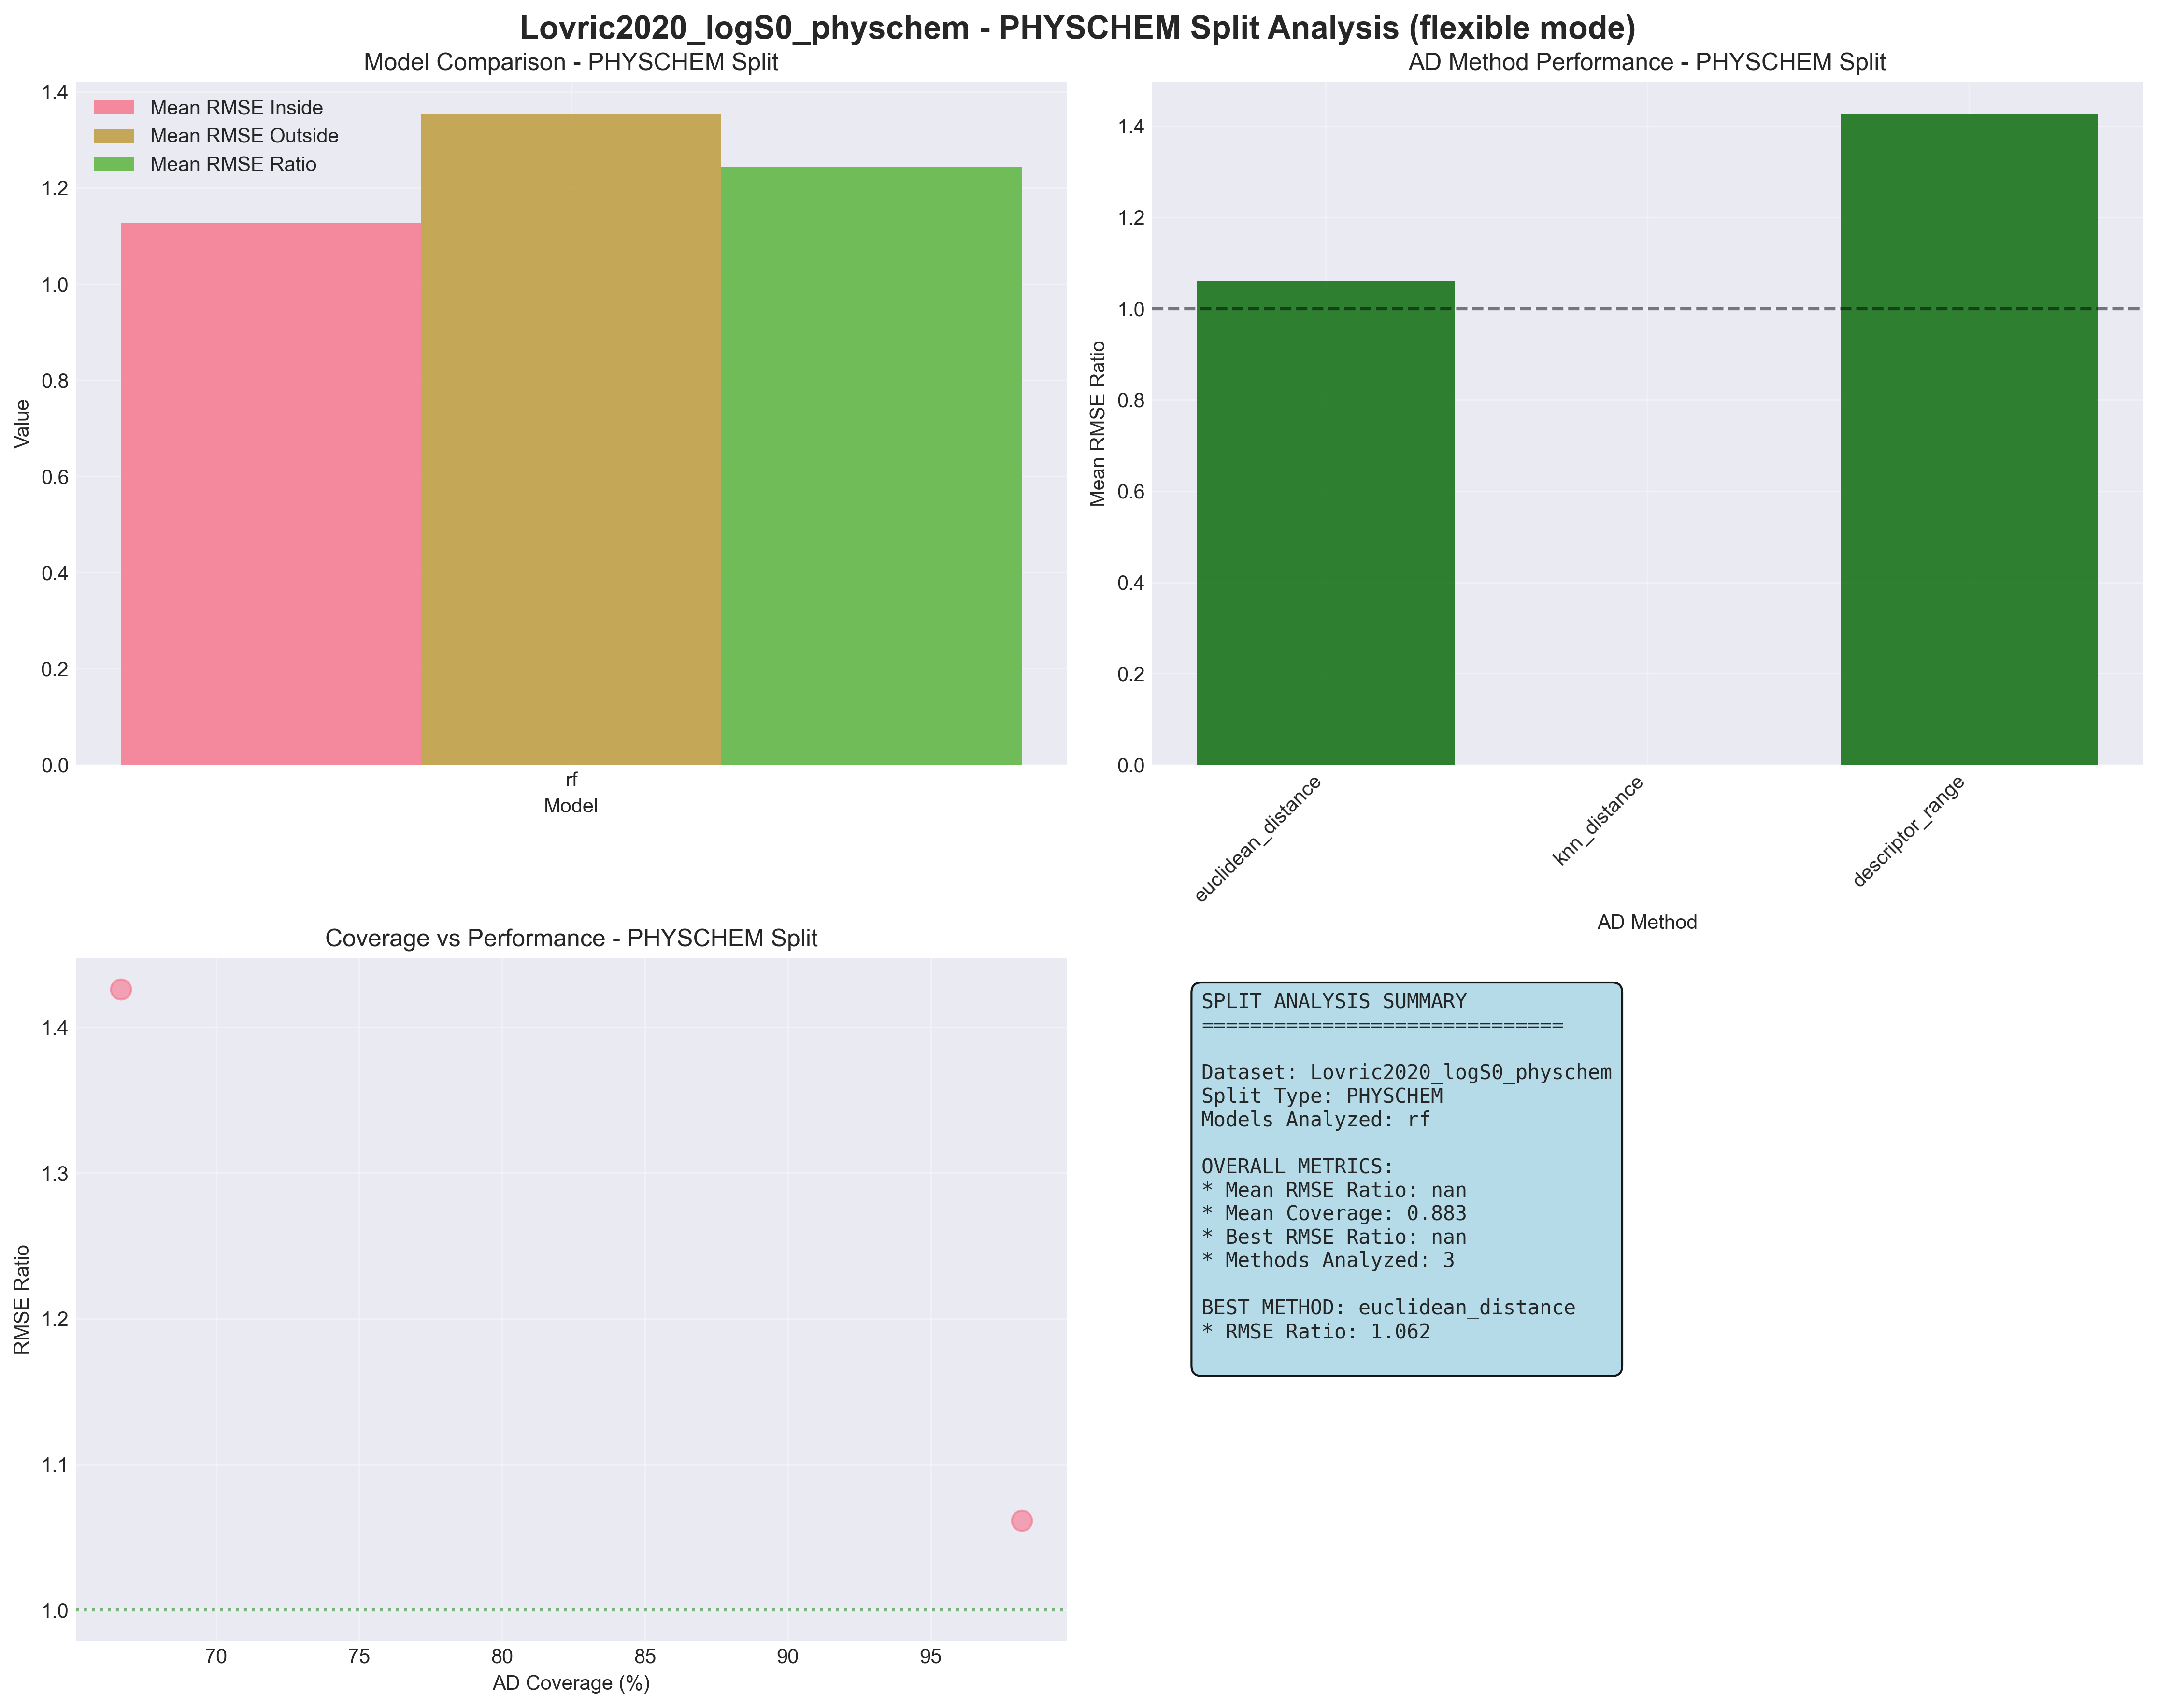 Lovric2020_logS0_physchem - PHYSCHEM Split Analysis (flexible mode)
Model Comparison - PHYSCHEM Split
Mean RMSE Inside
Mean RMSE Outside
Mean RMSE Ratio
1.4
1.2
1.0
0.8
0.6
0.4
0.2
0.0
Value
rf
Model
AD Method Performance - PHYSCHEM Split
1.4
1.2
1.0
0.8
0.6
0.4
0.2
0.0
Mean RMSE Ratio
euclidean_distance
knn_distance
descriptor_range
AD Method
Coverage vs Performance - PHYSCHEM Split
1.4
1.3
1.2
1.1
1.0
RMSE Ratio
70
75
80
85
90
95
AD Coverage (%)
SPLIT ANALYSIS SUMMARY
==============================
Dataset: Lovric2020_logS0_physchem
Split Type: PHYSCHEM
Models Analyzed: rf
OVERALL METRICS:
* Mean RMSE Ratio: nan
* Mean Coverage: 0.883
* Best RMSE Ratio: nan
* Methods Analyzed: 3
BEST METHOD: euclidean_distance
* RMSE Ratio: 1.062